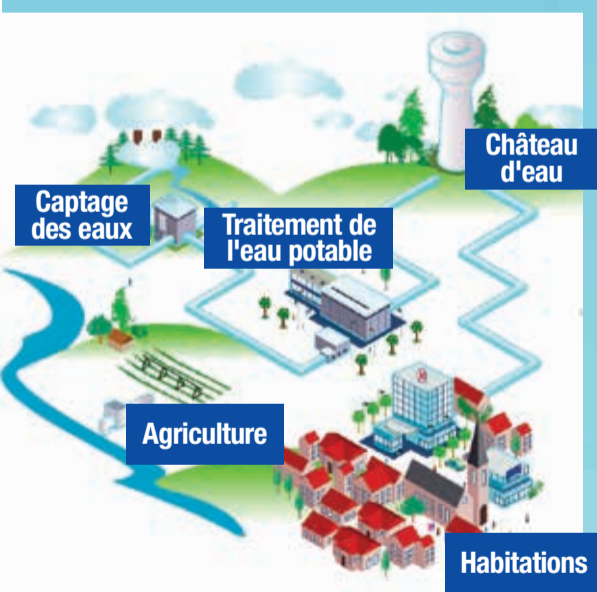 Château
d'eau
Captage
des eaux
Traitement de
l'eau potable
Agriculture
Habitations